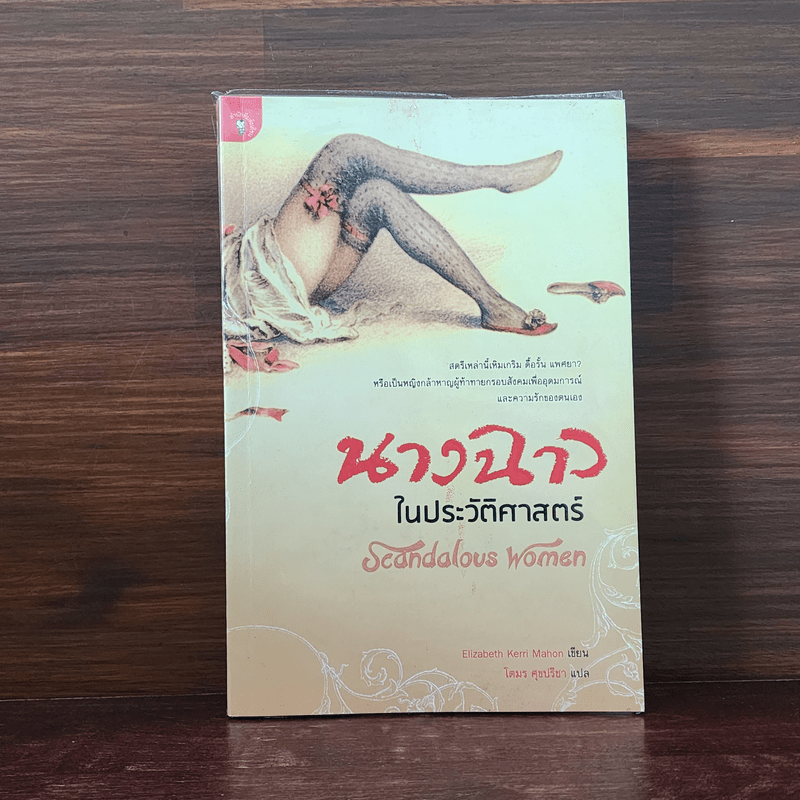 สตรีเหล่านี้เหิมเกริม ดื้อรั้น แพศยา?
หรือเป็นหญิงกล้าหาญผู้ท้าทายกรอบสังคมเพื่ออุดมการณ์
และความรักของตนเอง
นางฉาว
ในประวัติศาสตร์
Scandalous Women
Elizabeth Kerri Mahon เขียน
โตมร ศุขปรีชา แปล